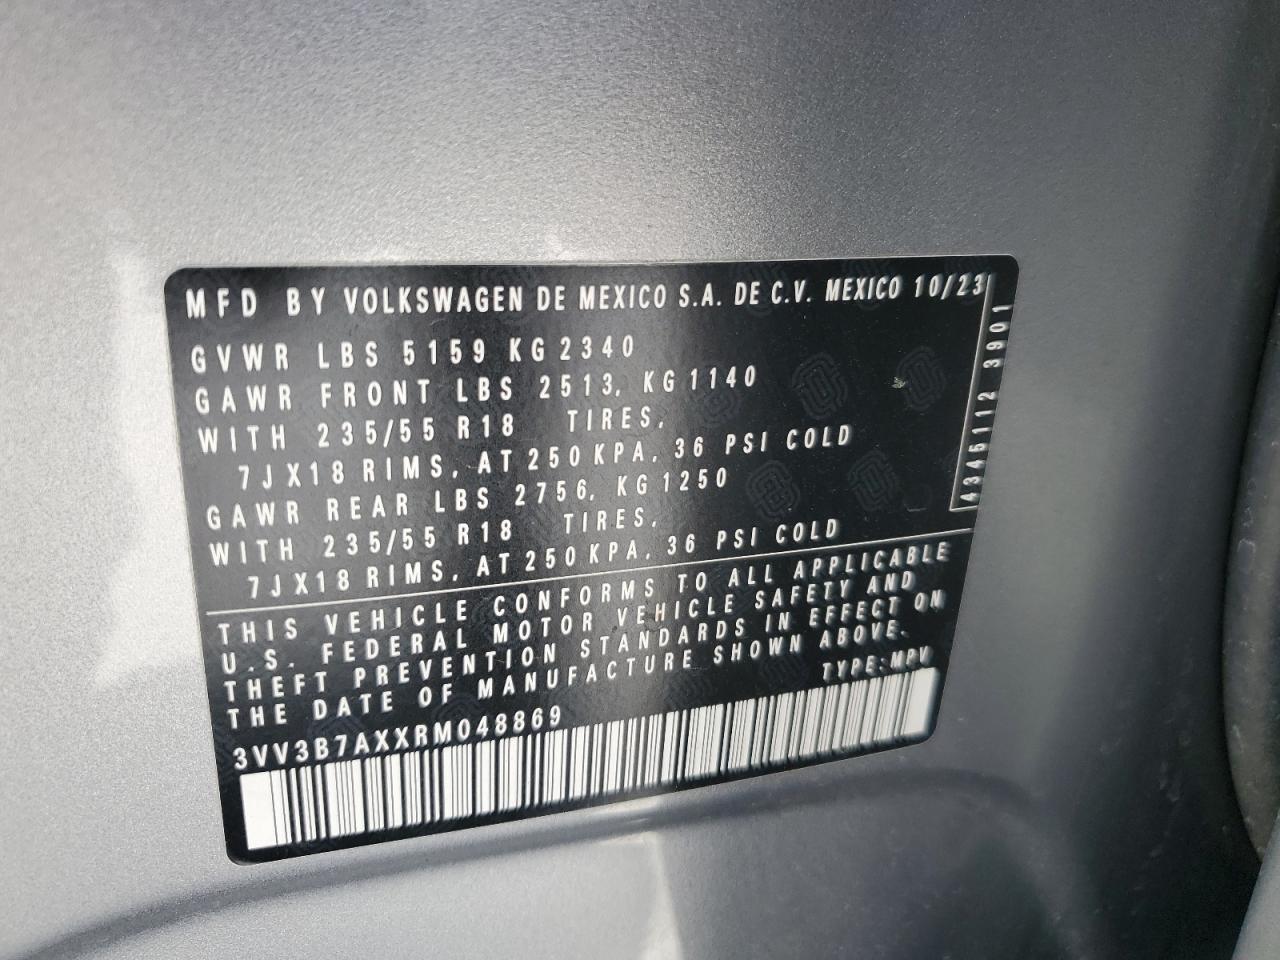 MFD BY VOLKSWAGEN DE MEXICO S.A. DE C.V. MEXICO 10/23
GVWR LBS 5159 KG 2340
GAWR FRONT LBS 2513, KG 1140
WITH 235/55 R18 TIRES,
7JX18 RIMS, AT 250 KPA, 36 PSI COLD
GAWR REAR LBS 2756, KG 1250
WITH 235/55 R18 TIRES,
7JX18 RIMS, AT 250 KPA, 36 PSI COLD
4345112 3901
THIS VEHICLE CONFORMS TO ALL APPLICABLE
U.S. FEDERAL MOTOR VEHICLE SAFETY AND
THEFT PREVENTION STANDARDS IN EFFECT ON
THE DATE OF MANUFACTURE SHOWN ABOVE.
TYPE: MPV
3VV3B7AXXRM048869